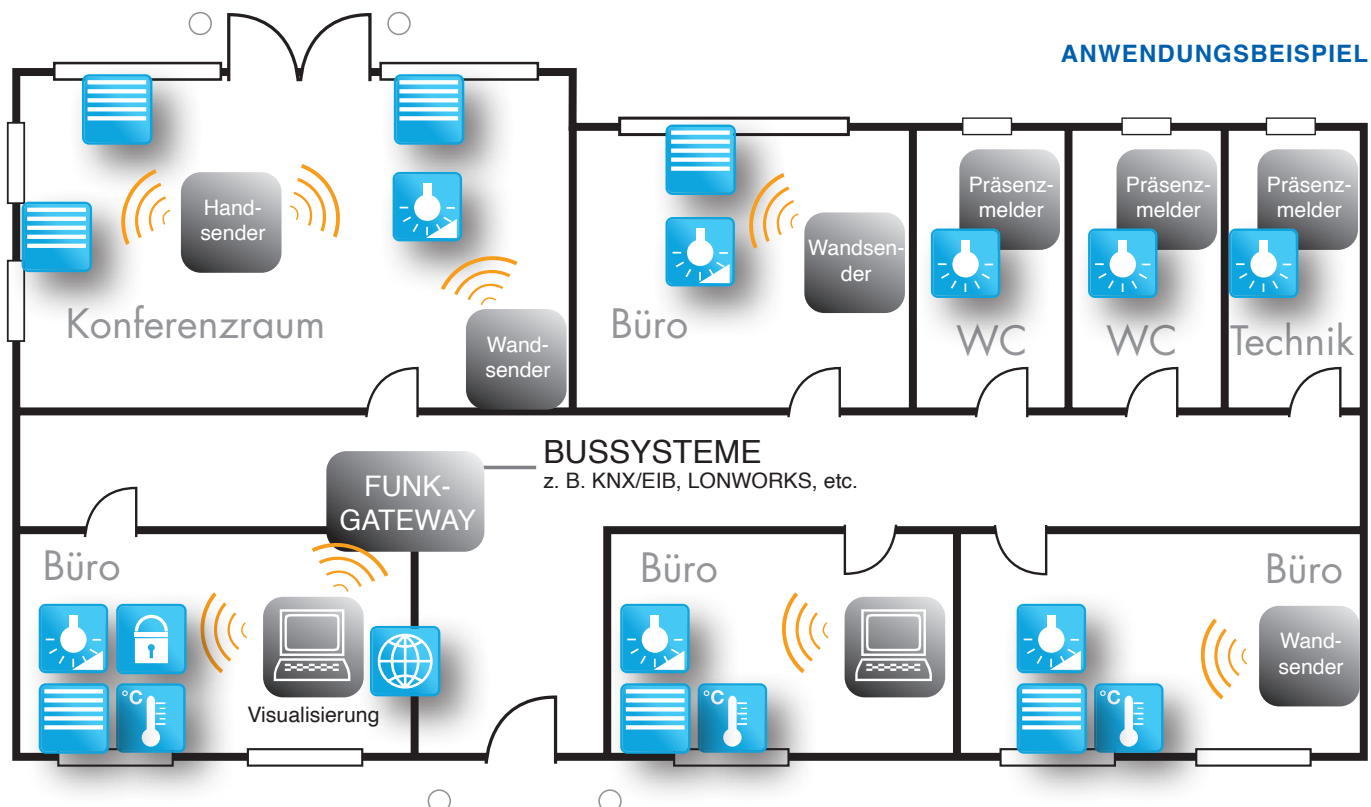 ANWENDUNGSBEISPIEL
Hand-
sender
Konferenzraum
Wand-
sender
Büro
Wandsen-
der
Präsenz-
melder
WC
Präsenz-
melder
WC
Präsenz-
melder
Technik
BUSSYSTEME
z. B. KNX/EIB, LONWORKS, etc.
FUNK-
GATEWAY
Büro
°C
Visualisierung
Büro
°C
Büro
°C
Wand-
sender